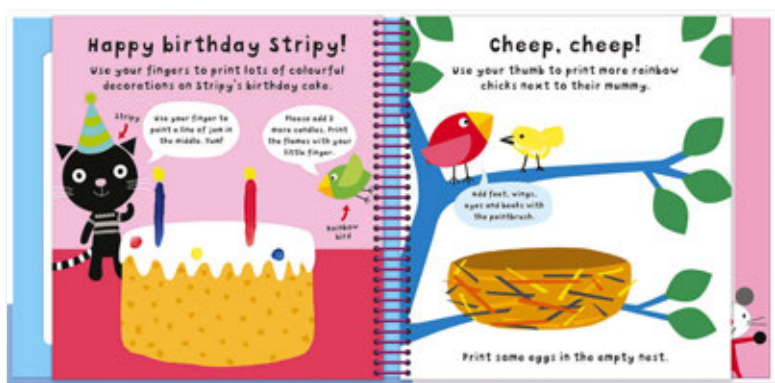 Happy birthday Stripy!
Use your fingers to print lots of colourful
decorations on Stripy's birthday cake.
Stripy
Use your finger to
paint a line of jam in
the middle. Yum!
Please add 3
more candles. Print
the flames with your
little finger.
Rainbow
bird
Cheep, cheep!
Use your thumb to print more rainbow
chicks next to their mummy.
Add feet, wings,
eyes and beaks with
the paintbrush.
Print some eggs in the empty nest.